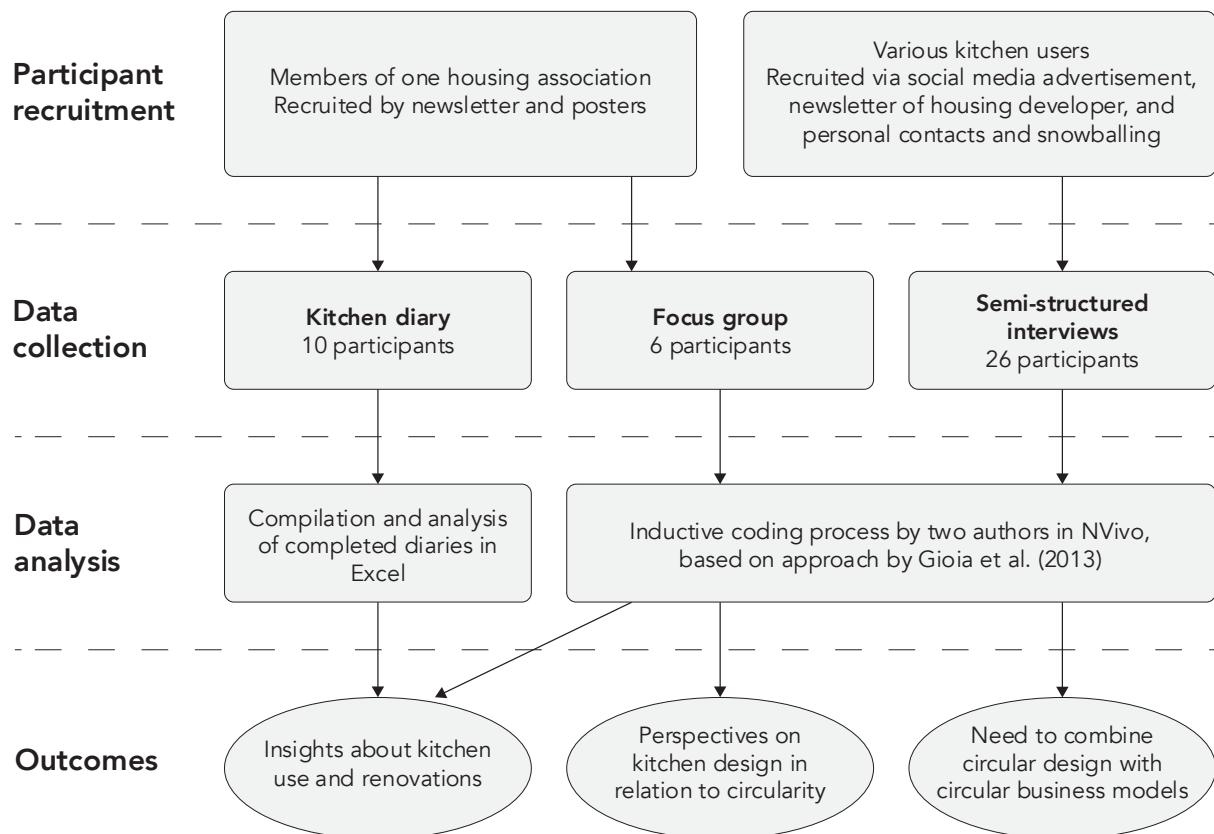 Participant
recruitment
Members of one housing association
Recruited by newsletter and posters
Various kitchen users
Recruited via social media advertisement,
newsletter of housing developer, and
personal contacts and snowballing
Data
collection
Kitchen diary
10 participants
Focus group
6 participants
Semi-structured
interviews
26 participants
Data
analysis
Compilation and analysis
of completed diaries in
Excel
Inductive coding process by two authors in NVivo,
based on approach by Gioia et al. (2013)
Outcomes
Insights about kitchen
use and renovations
Perspectives on
kitchen design in
relation to circularity
Need to combine
circular design with
circular business models